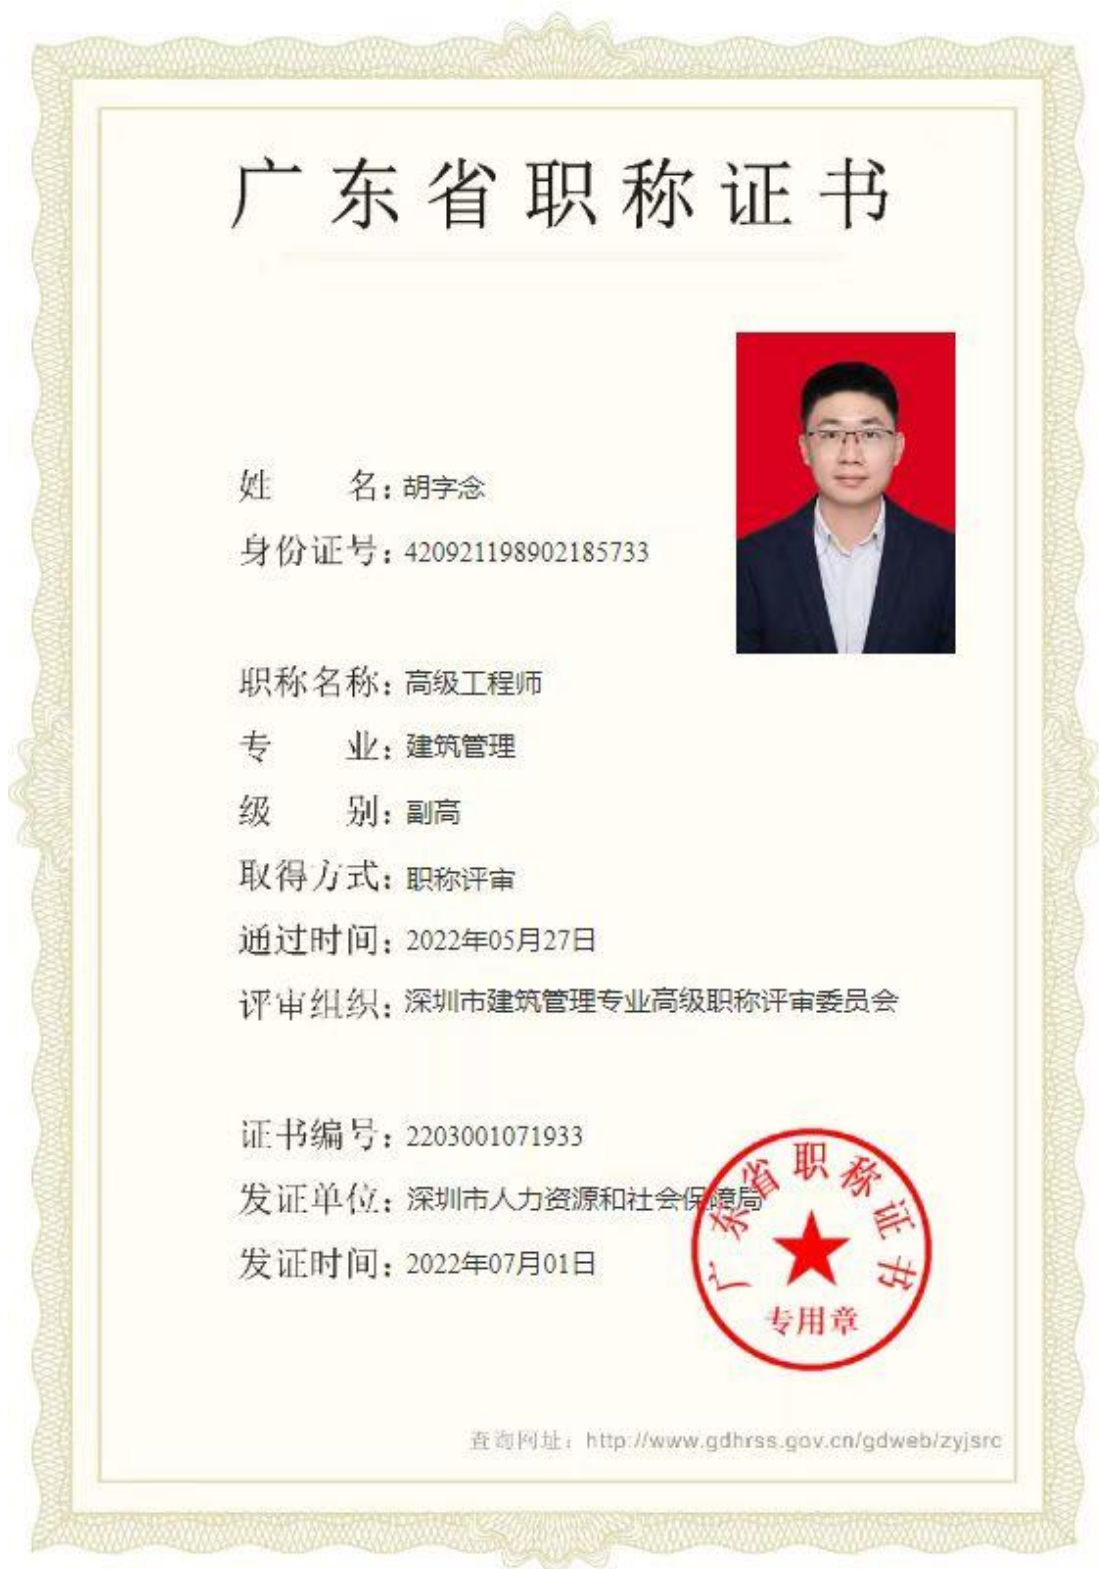 广东省职称证书
姓 名：胡字念
身份证号：420921198902185733
职称名称：高级工程师
专 业：建筑管理
级 别：副高
取得方式：职称评审
通过时间：2022年05月27日
评审组织：深圳市建筑管理专业高级职称评审委员会
证书编号：2203001071933
发证单位：深圳市人力资源和社会保障局
发证时间：2022年07月01日
广东省职称证书
专用章
查询网址：http://www.gdhrss.gov.cn/gdweb/zyjsrc